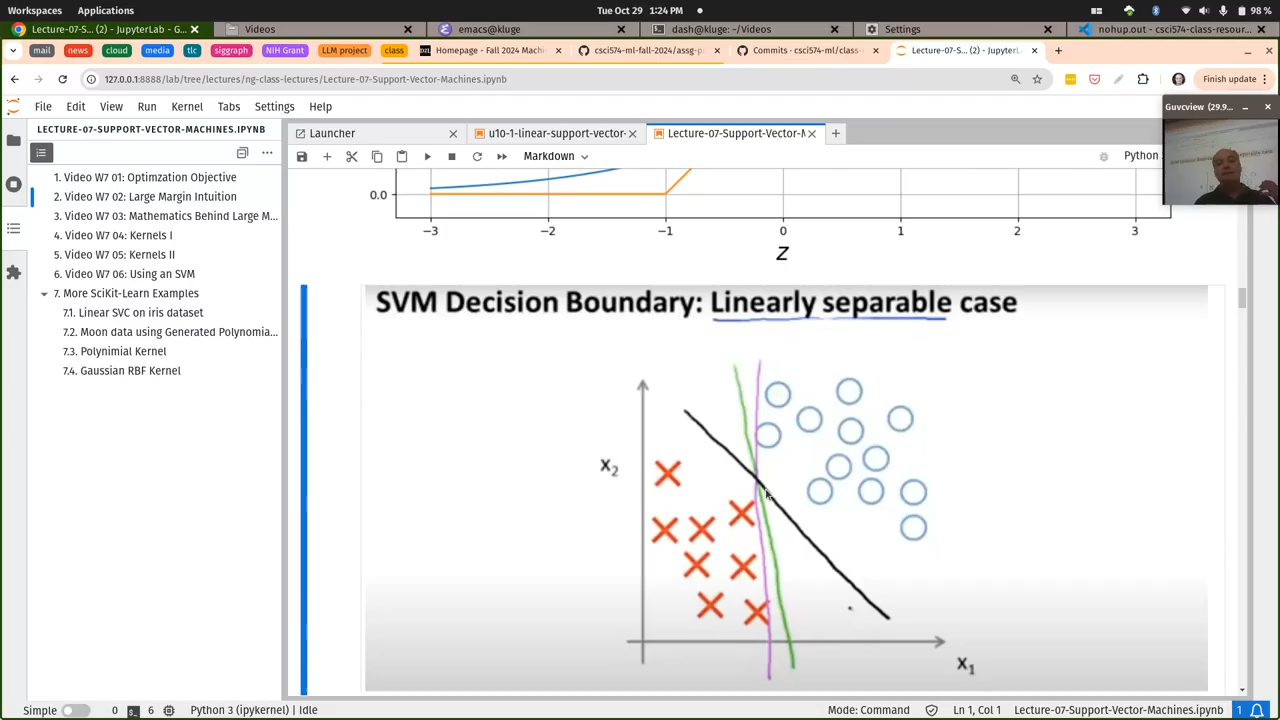 Workspaces Applications Tue Oct 29 1:24 PM 98 %
Lecture-07-S... (2) - JupyterLab - G... Videos emacs@kluge dash@kluge: ~/Videos Settings nohup.out - csci574-class-resour...
mail news cloud media tlc siggraph NIH Grant LLM project class Homepage - Fall 2024 Machi csci574-ml-fall-2024/assg-p Commits · csci574-ml/class- Lecture-07-S... (2) - JupyterL
127.0.0.1:8888/lab/tree/lectures/ng-class-lectures/Lecture-07-Support-Vector-Machines.ipynb Finish update
File Edit View Run Kernel Tabs Settings Help Guvcview (29.9...
LECTURE-07-SUPPORT-VECTOR-MACHINES.IPYNB Launcher u10-1-linear-support-vector- Lecture-07-Support-Vector-M
Markdown Python
1. Video W7 01: Optimzation Objective
2. Video W7 02: Large Margin Intuition
3. Video W7 03: Mathematics Behind Large M...
4. Video W7 04: Kernels I
5. Video W7 05: Kernels II
6. Video W7 06: Using an SVM
7. More SciKit-Learn Examples
7.1. Linear SVC on iris dataset
7.2. Moon data using Generated Polynomia...
7.3. Polynimial Kernel
7.4. Gaussian RBF Kernel
0.0
−3 −2 −1 0 1 2 3
z
SVM Decision Boundary: Linearly separable case
x2
x1
Simple 0 6 Python 3 (ipykernel) | Idle Mode: Command Ln 1, Col 1 Lecture-07-Support-Vector-Machines.ipynb 1